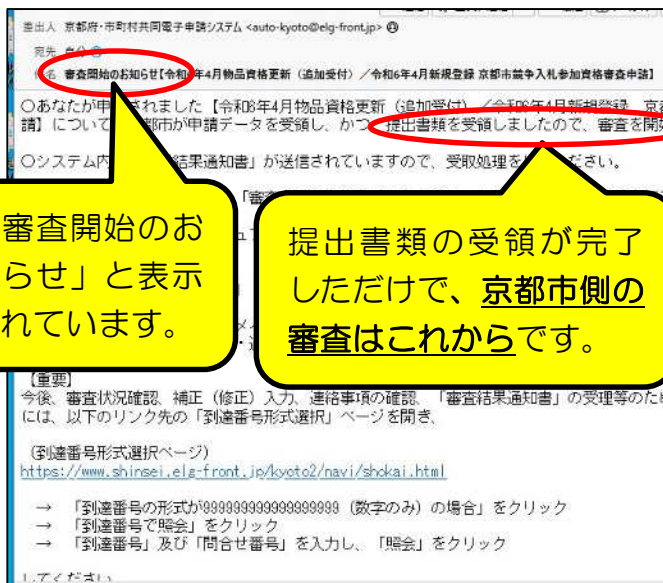 差出人 京都府・市町村共同電子申請システム <auto-kyoto@elg-front.jp>
宛先 自分
件名 審査開始のお知らせ【令和6年4月物品資格更新(追加受付)/令和6年4月新規登録 京都市競争入札参加資格審査申請】
○あなたが申 されました【令和6年4月物品資格更新(追加受付)/令和6年4月新規登録 京
請】につい 都市が申請データを受領し、かつ、提出書類を受領しましたので、審査を開始
○システム内 結果通知書」が送信されていますので、受取処理を ださい。
審査開始のお
らせ」と表示
れています。
提出書類の受領が完了
しただけで、京都市側の
審査はこれからです。
【重要】
今後、審査状況確認、補正(修正)入力、連絡事項の確認、「審査結果通知書」の受理等のため
には、以下のリンク先の「到達番号形式選択」ページを開き、
(到達番号形式選択ページ)
https://www.shinsei.elg-front.jp/kyoto2/navi/shokai.html
→ 「到達番号の形式が999999999999999999(数字のみ)の場合」をクリック
→ 「到達番号で照会」をクリック
→ 「到達番号」及び「問合せ番号」を入力し、「照会」をクリック
してください